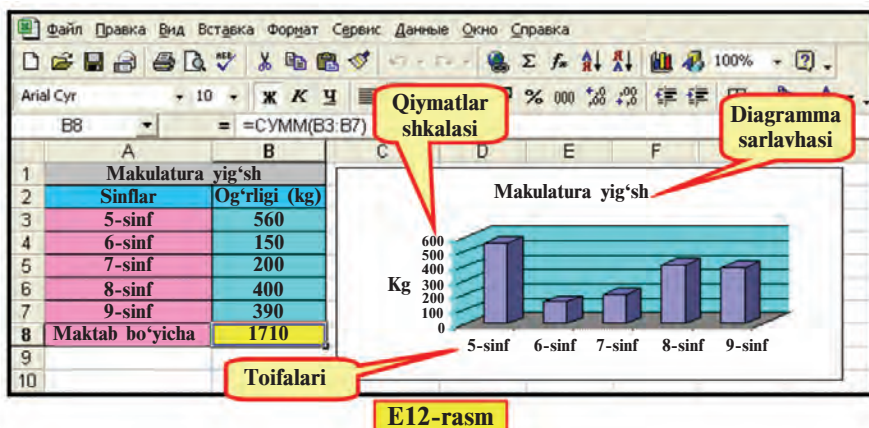 Файл Правка Вид Вставка Формат Сервис Данные Окно Справка
100%
Arial Cyr 10 Ж К Ч % 000
B8 = =СУММ(B3:B7)
Qiymatlar
shkalasi
Diagramma
sarlavhasi
A B C D E F
1 Makulatura yig‘sh
2 Sinflar Og‘rligi (kg)
3 5-sinf 560
4 6-sinf 150
5 7-sinf 200
6 8-sinf 400
7 9-sinf 390
8 Maktab bo‘yicha 1710
9
10
Makulatura yig‘sh
Kg
600
500
400
300
200
100
0
5-sinf 6-sinf 7-sinf 8-sinf 9-sinf
Toifalari
E12-rasm